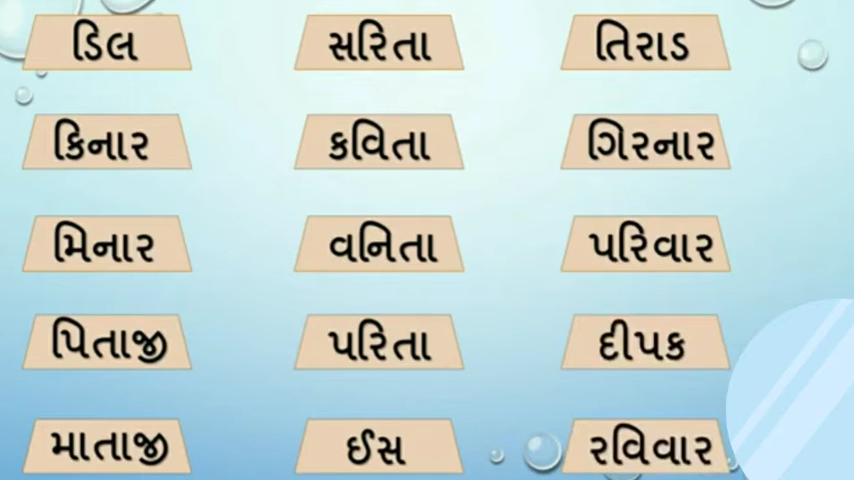 ડિલ સરિતા તિરાડ
કિનાર કવિતા ગિરનાર
મિનાર વનિતા પરિવાર
પિતાજી પરિતા દીપક
માતાજી ઈસ રવિવાર